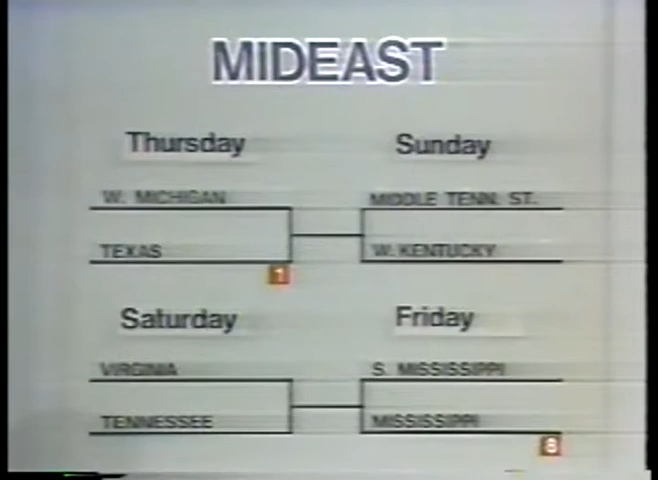 MIDEAST
Thursday Sunday
W. MICHIGAN MIDDLE TENN. ST.
TEXAS W. KENTUCKY
1
Saturday Friday
VIRGINIA S. MISSISSIPPI
TENNESSEE MISSISSIPPI
8